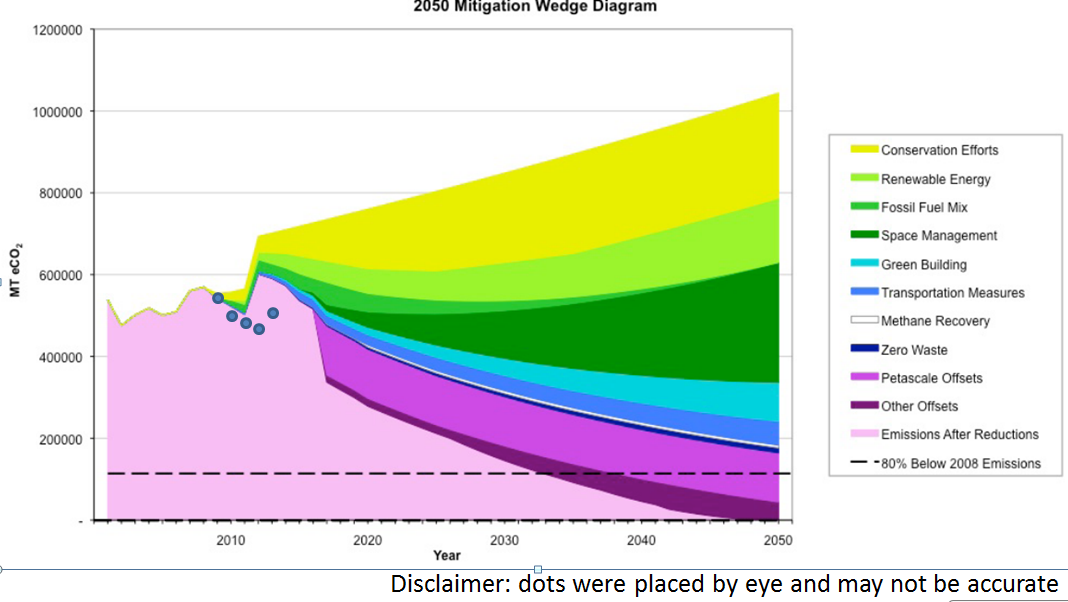 2050 Mitigation Wedge Diagram
1200000
1000000
800000
600000
400000
200000
-
MT eCO₂
2010 2020 2030 2040 2050
Year
Conservation Efforts
Renewable Energy
Fossil Fuel Mix
Space Management
Green Building
Transportation Measures
Methane Recovery
Zero Waste
Petascale Offsets
Other Offsets
Emissions After Reductions
80% Below 2008 Emissions
Disclaimer: dots were placed by eye and may not be accurate